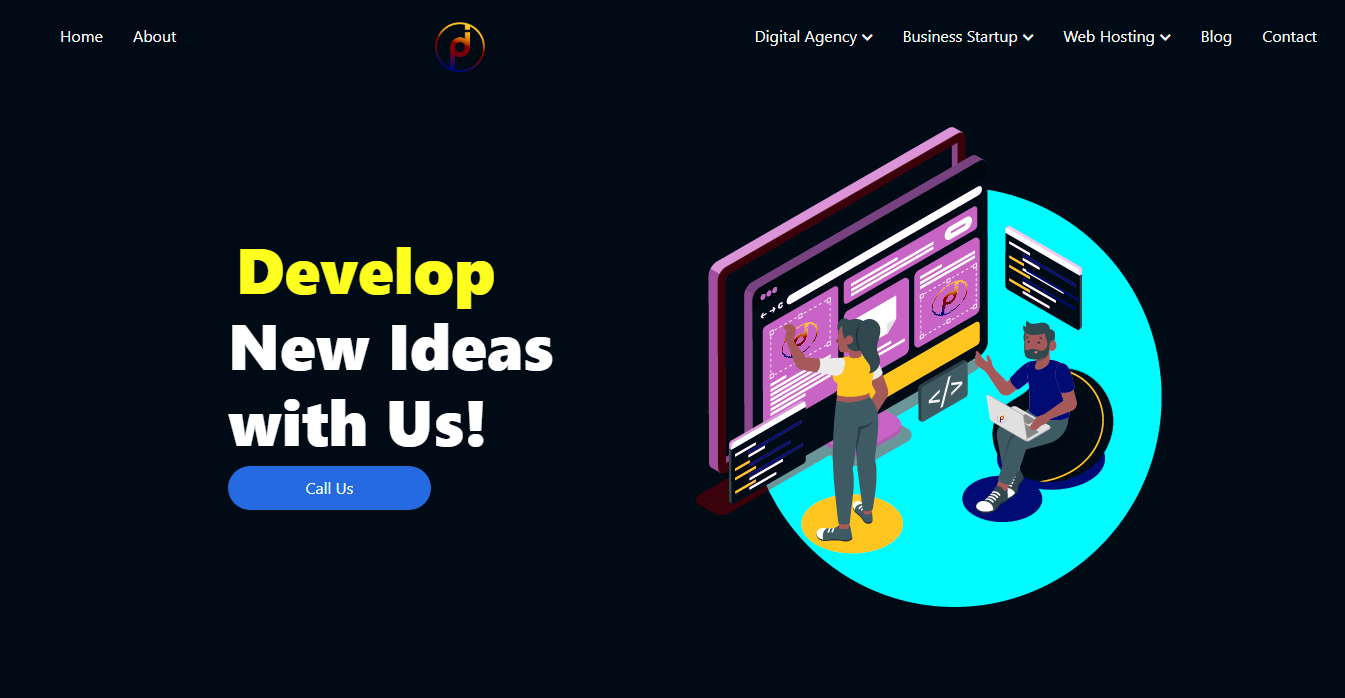 Home About Digital Agency Business Startup Web Hosting Blog Contact
Develop
New Ideas
with Us!
Call Us
</>